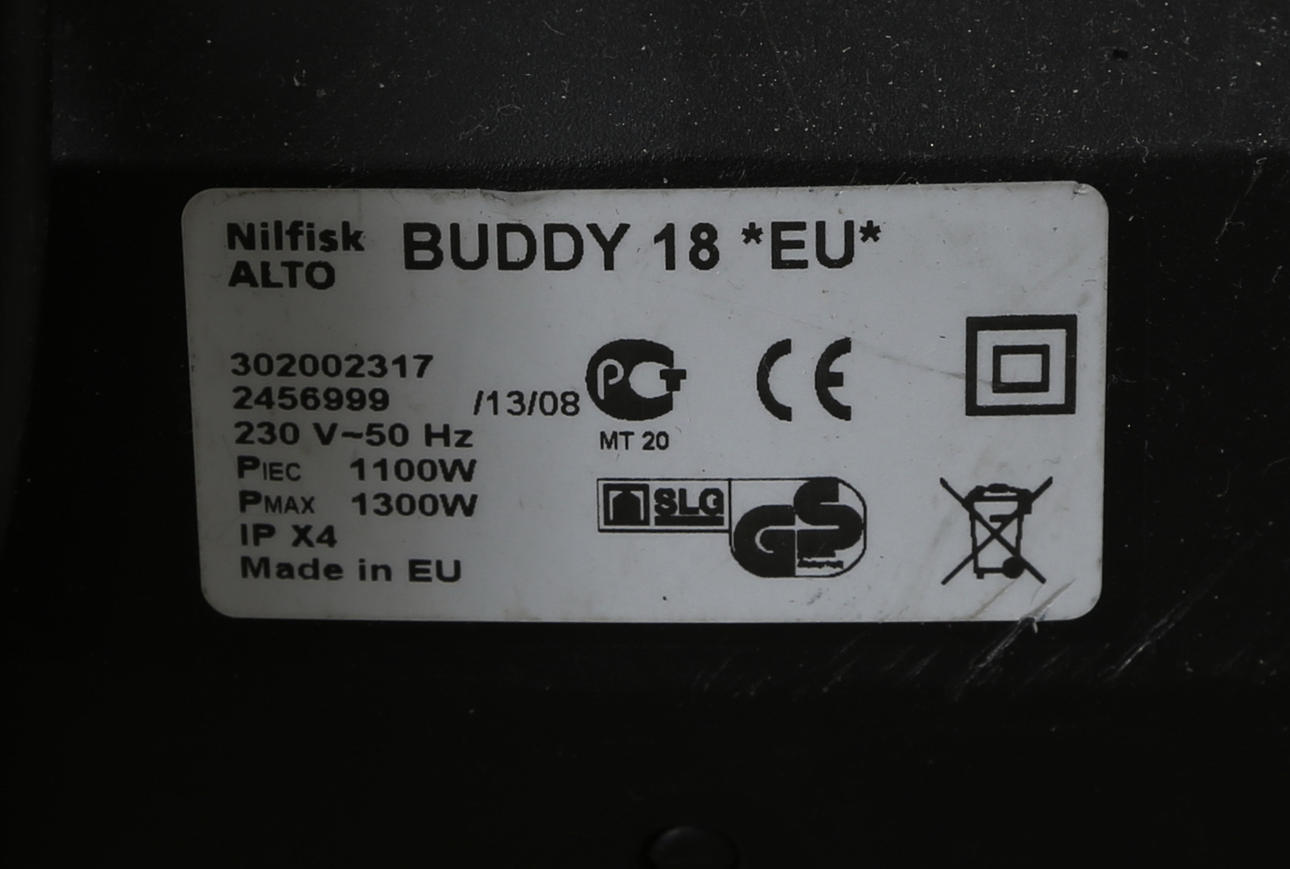 Nilfisk
ALTO
BUDDY 18 *EU*
302002317
2456999 /13/08
230 V~50 Hz
PIEC 1100W
PMAX 1300W
IP X4
Made in EU
PCT
MT 20
CE
SLG
GS